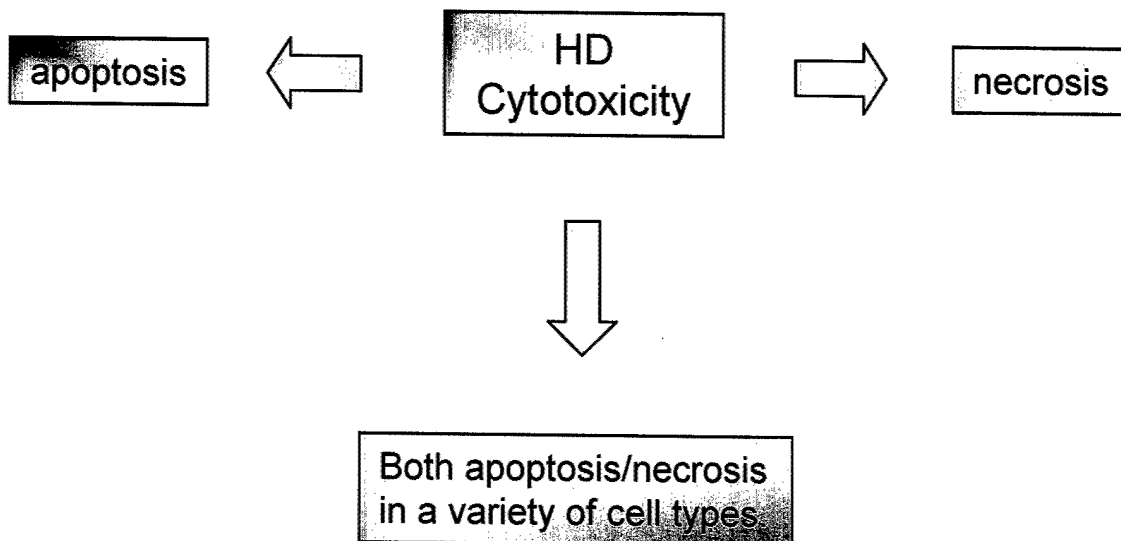 HD
Cytotoxicity
apoptosis
necrosis
Both apoptosis/necrosis
in a variety of cell types